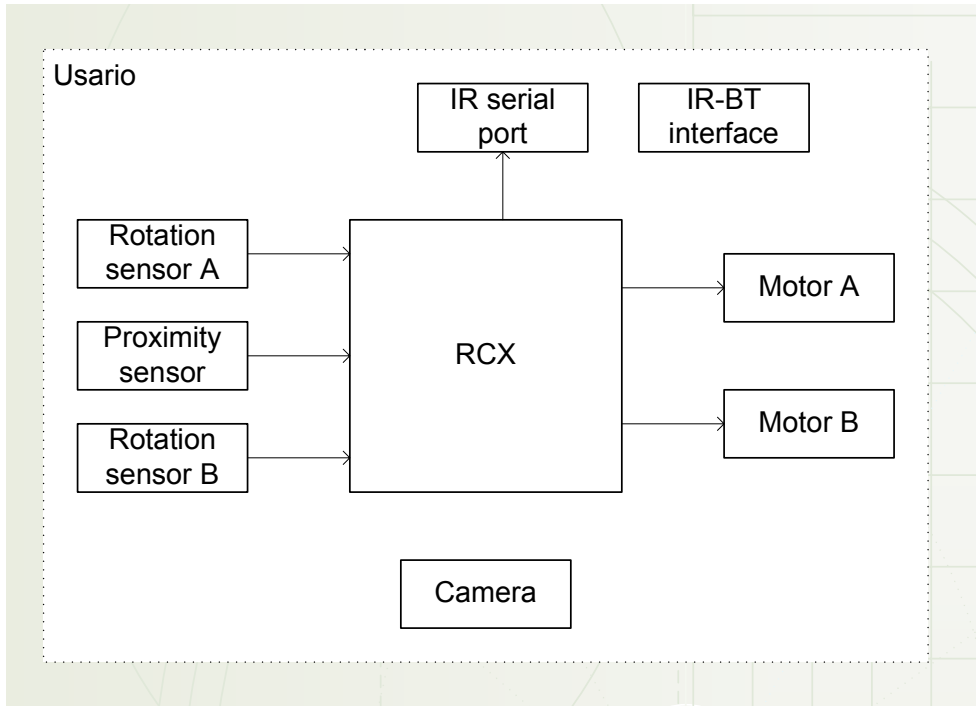 Usario
IR serial
port
IR-BT
interface
Rotation
sensor A
Motor A
Proximity
sensor
RCX
Motor B
Rotation
sensor B
Camera